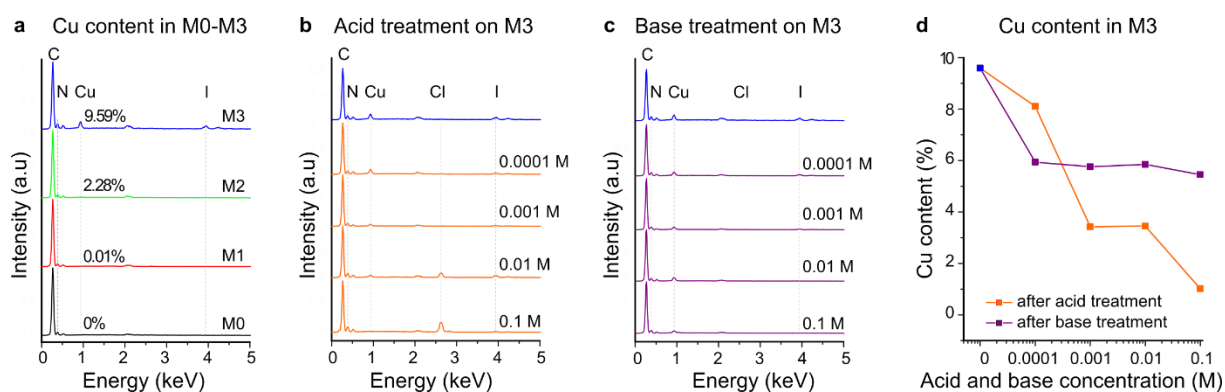 a Cu content in M0-M3
C
N Cu I
9.59% M3
2.28% M2
0.01% M1
0% M0
Intensity (a.u)
0 1 2 3 4 5
Energy (keV)
b Acid treatment on M3
C
N Cu Cl I
0.0001 M
0.001 M
0.01 M
0.1 M
Intensity (a.u)
0 1 2 3 4 5
Energy (keV)
c Base treatment on M3
C
N Cu Cl I
0.0001 M
0.001 M
0.01 M
0.1 M
Intensity (a.u)
0 1 2 3 4 5
Energy (keV)
d Cu content in M3
10
8
6
4
2
0
Cu content (%)
after acid treatment
after base treatment
0 0.0001 0.001 0.01 0.1
Acid and base concentration (M)